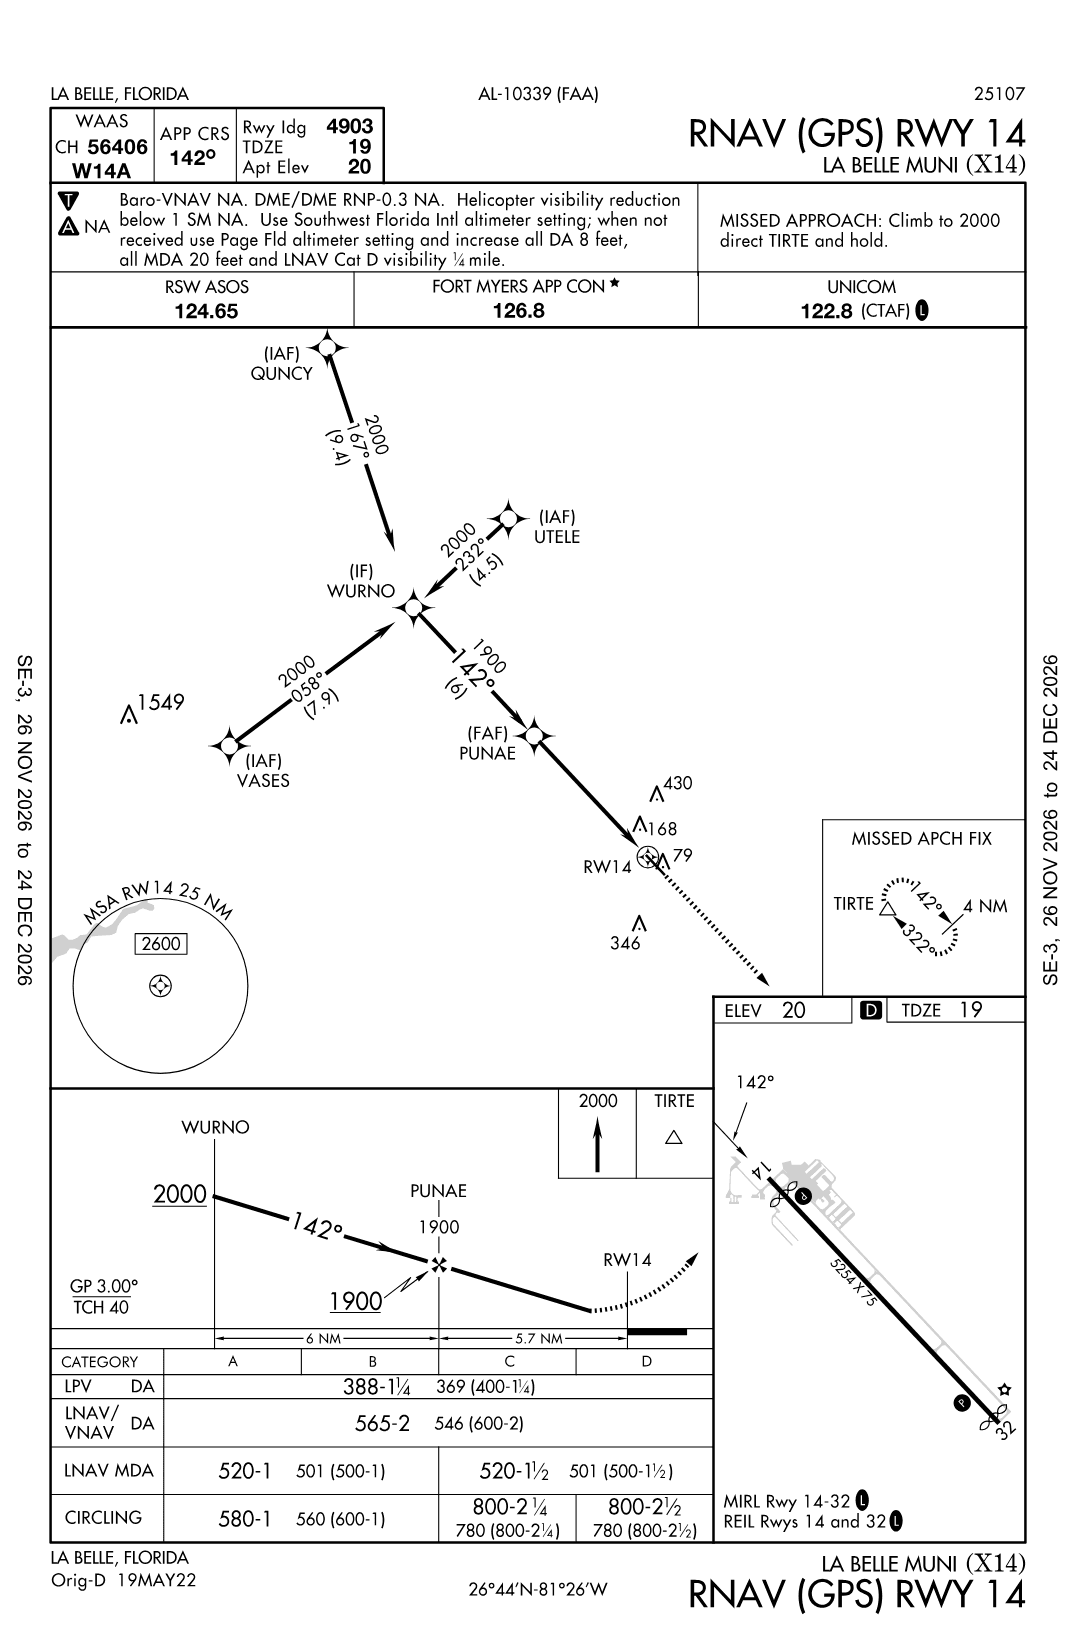 LA BELLE, FLORIDA
AL-10339 (FAA)
25107
WAAS
CH 56406
W14A
APP CRS
142°
Rwy Idg 4903
TDZE 19
Apt Elev 20
RNAV (GPS) RWY 14
LA BELLE MUNI (X14)
T
A NA
Baro-VNAV NA. DME/DME RNP-0.3 NA. Helicopter visibility reduction
below 1 SM NA. Use Southwest Florida Intl altimeter setting; when not
received use Page Fld altimeter setting and increase all DA 8 feet,
all MDA 20 feet and LNAV Cat D visibility ¼ mile.
MISSED APPROACH: Climb to 2000
direct TIRTE and hold.
RSW ASOS
124.65
FORT MYERS APP CON ★
126.8
UNICOM
122.8 (CTAF) L
(IAF)
QUNCY
2000
167°
(9.4)
(IAF)
UTELE
2000
232°
(4.5)
(IF)
WURNO
2000
058°
(7.9)
1549
(IAF)
VASES
1900
142°
(6)
(FAF)
PUNAE
430
168
79
RW14
346
MSA RW14 25 NM
2600
MISSED APCH FIX
TIRTE
142°
4 NM
322°
ELEV 20
D
TDZE 19
142°
14
P
5254 X 75
P
32
MIRL Rwy 14-32 L
REIL Rwys 14 and 32 L
2000
TIRTE
WURNO
2000
142°
PUNAE
1900
1900
RW14
GP 3.00°
TCH 40
6 NM
5.7 NM
CATEGORY A B C D
LPV DA 388-1¼ 369 (400-1¼)
LNAV/
VNAV DA 565-2 546 (600-2)
LNAV MDA 520-1 501 (500-1) 520-1½ 501 (500-1½)
CIRCLING 580-1 560 (600-1)
800-2¼
780 (800-2¼)
800-2½
780 (800-2½)
LA BELLE, FLORIDA
Orig-D 19MAY22
26°44'N-81°26'W
LA BELLE MUNI (X14)
RNAV (GPS) RWY 14
SE-3, 26 NOV 2026 to 24 DEC 2026
SE-3, 26 NOV 2026 to 24 DEC 2026